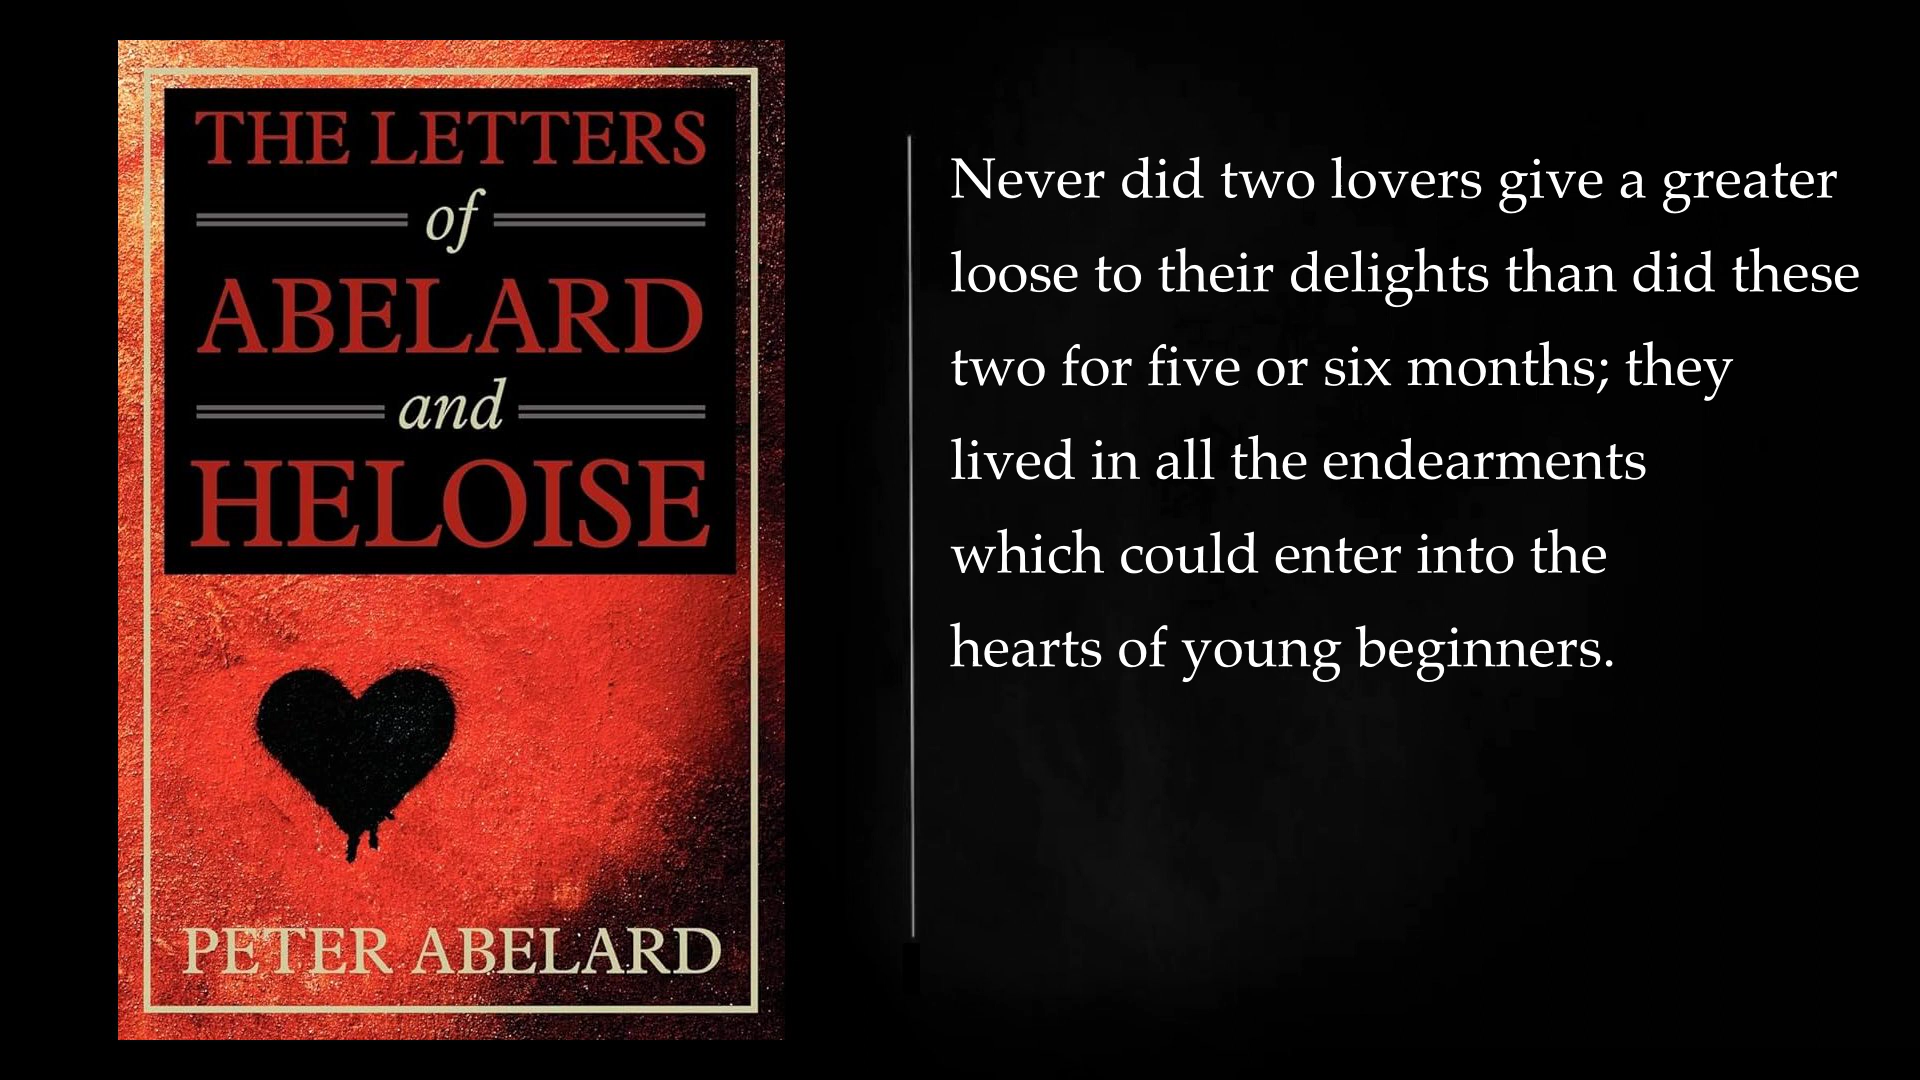 THE LETTERS
of
ABELARD
and
HELOISE
PETER ABELARD
Never did two lovers give a greater
loose to their delights than did these
two for five or six months; they
lived in all the endearments
which could enter into the
hearts of young beginners.